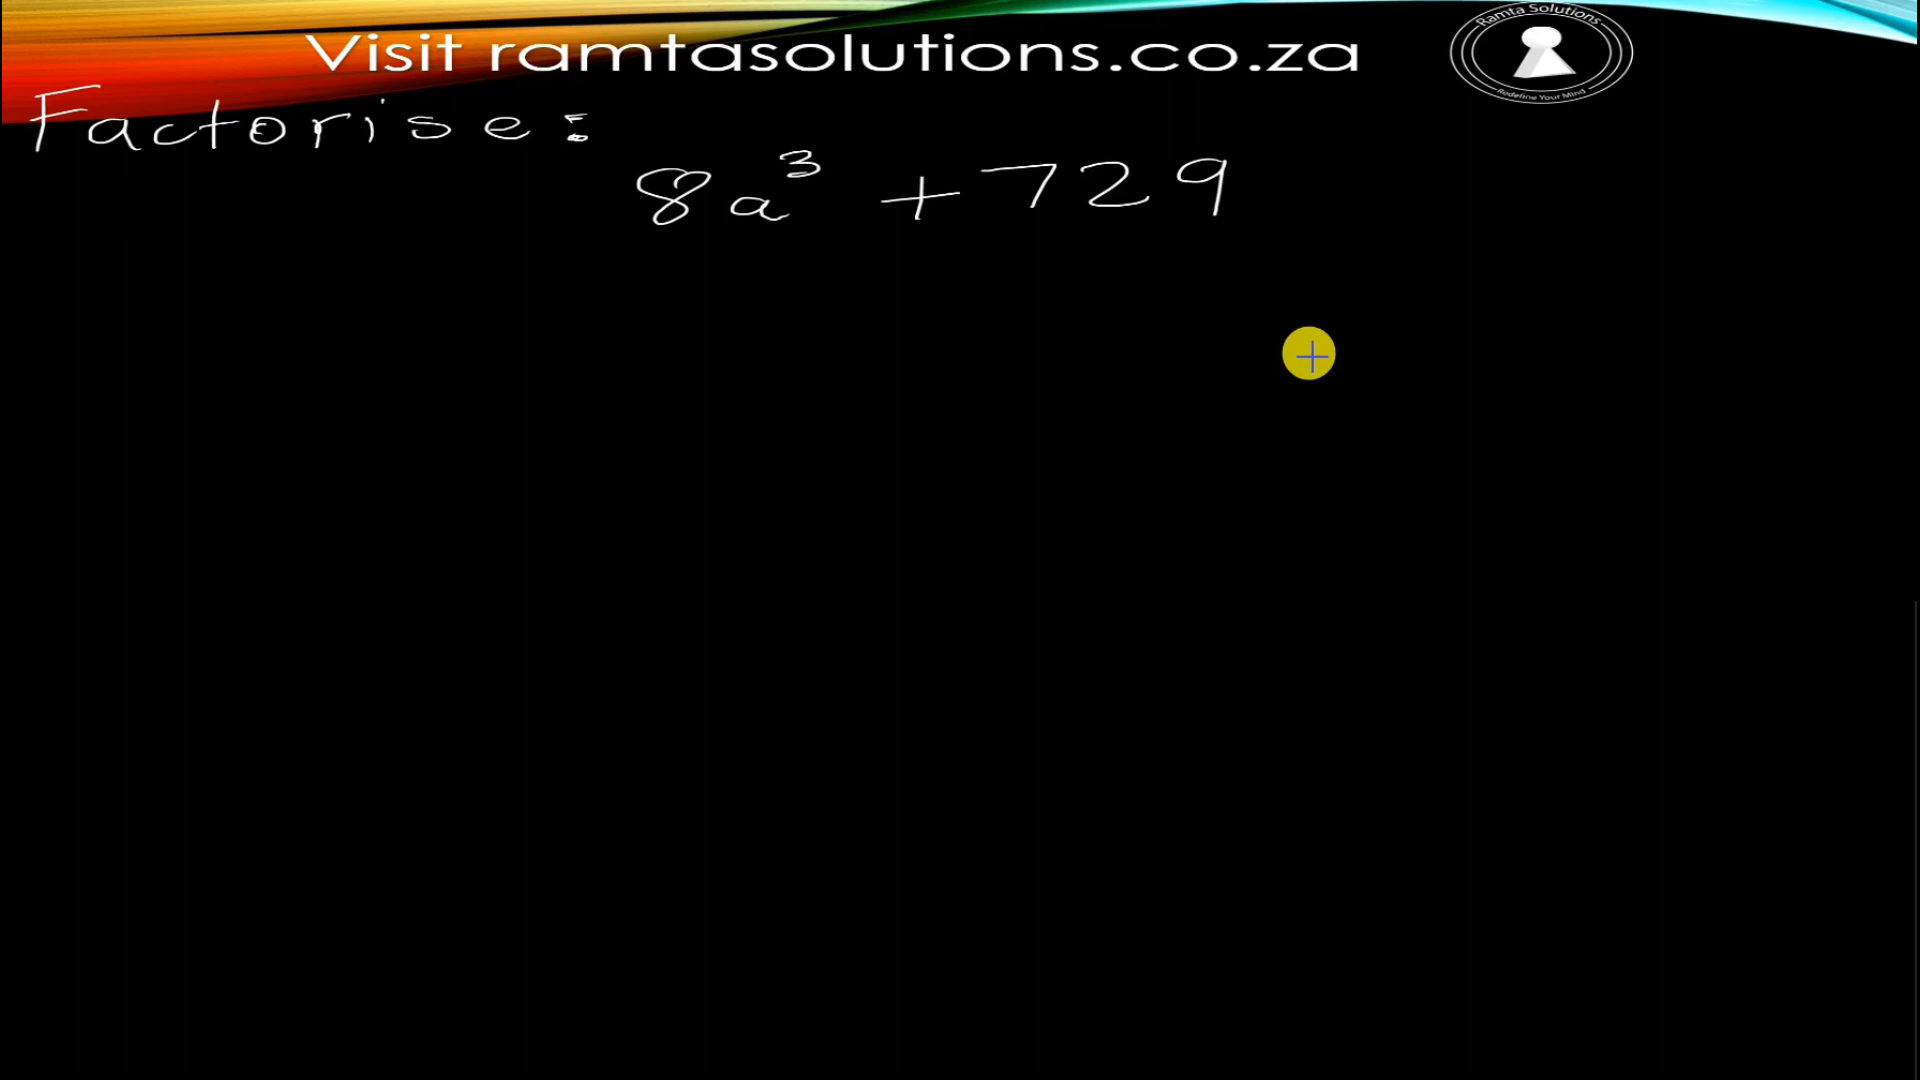 Visit ramtasolutions.co.za
Ramta Solutions
Redefine Your Mind
Factorise:
8a³ + 729